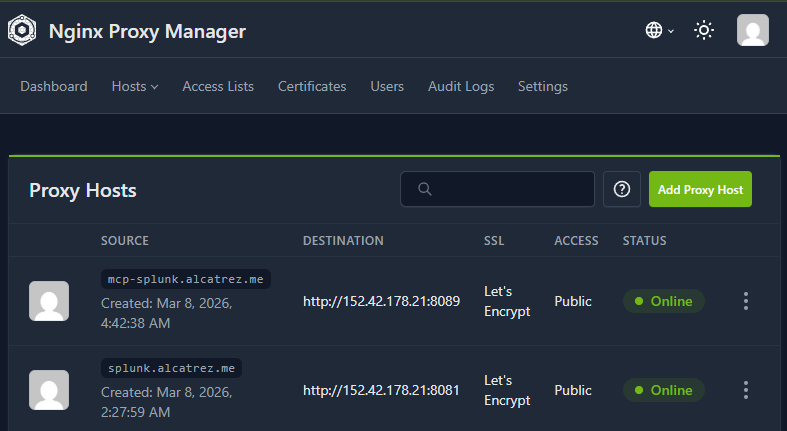 Nginx Proxy Manager
Dashboard Hosts Access Lists Certificates Users Audit Logs Settings
Proxy Hosts
Add Proxy Host
SOURCE DESTINATION SSL ACCESS STATUS
mcp-splunk.alcatrez.me
Created: Mar 8, 2026,
4:42:38 AM
http://152.42.178.21:8089
Let's
Encrypt
Public
Online
splunk.alcatrez.me
Created: Mar 8, 2026,
2:27:59 AM
http://152.42.178.21:8081
Let's
Encrypt
Public
Online